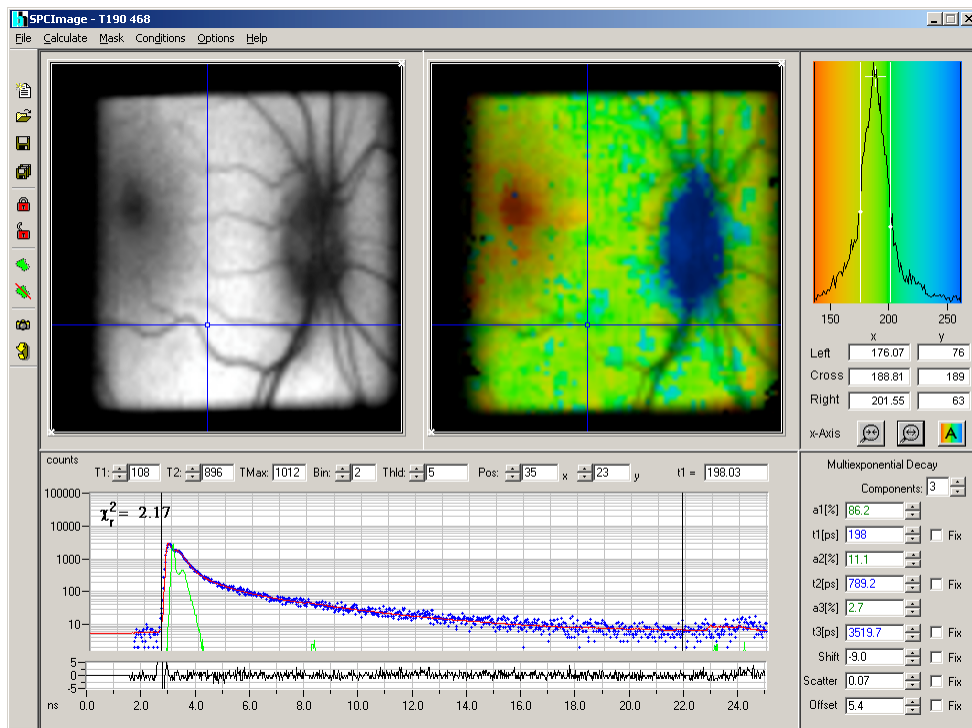 SPCImage - T190 468
File Calculate Mask Conditions Options Help
150 200 250
x y
Left 176.07 76
Cross 188.81 189
Right 201.55 63
x-Axis A
counts
T1: 108 T2: 896 TMax: 1012 Bin: 2 Thld: 5 Pos: 35 x 23 y t1 = 198.03
100000
χr² = 2.17
10000
1000
100
10
5
0
-5
ns 0.0 2.0 4.0 6.0 8.0 10.0 12.0 14.0 16.0 18.0 20.0 22.0 24.0
Multiexponential Decay
Components: 3
a1[%] 86.2
t1[ps] 198 Fix
a2[%] 11.1
t2[ps] 789.2 Fix
a3[%] 2.7
t3[ps] 3519.7 Fix
Shift -9.0 Fix
Scatter 0.07 Fix
Offset 5.4 Fix